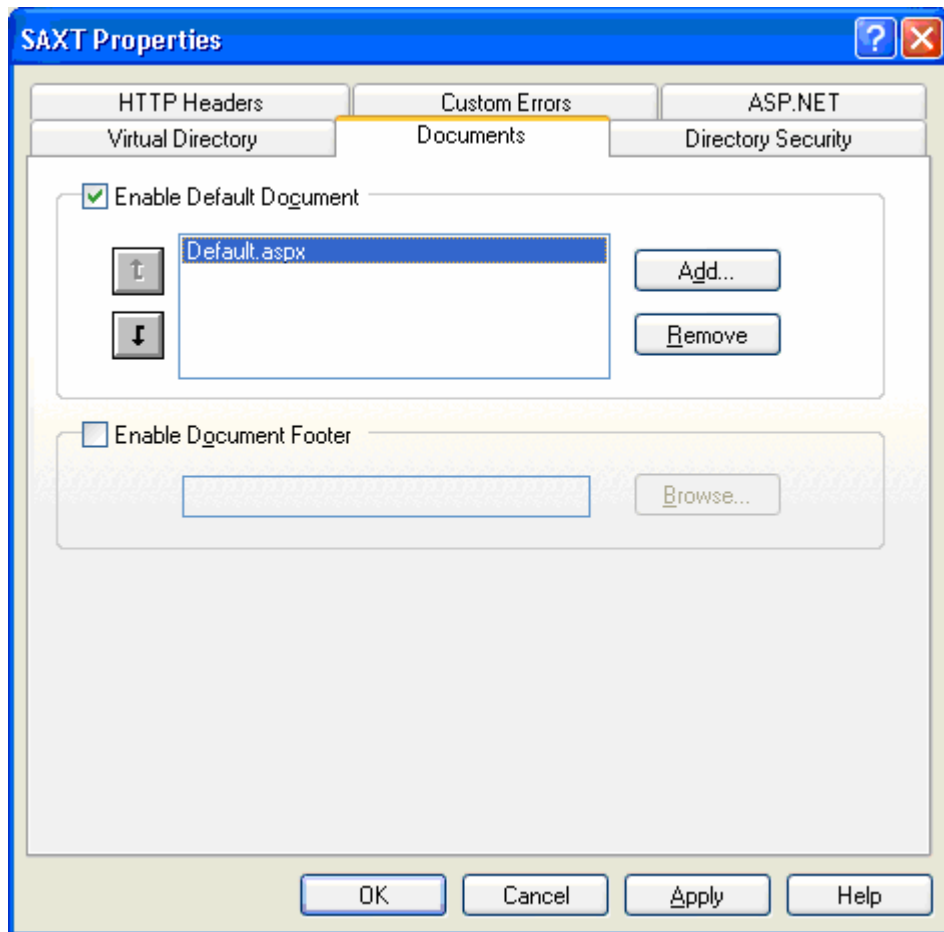 SAXT Properties
HTTP Headers
Custom Errors
ASP.NET
Virtual Directory
Documents
Directory Security
Enable Default Document
Default.aspx
Add...
Remove
Enable Document Footer
Browse...
OK
Cancel
Apply
Help